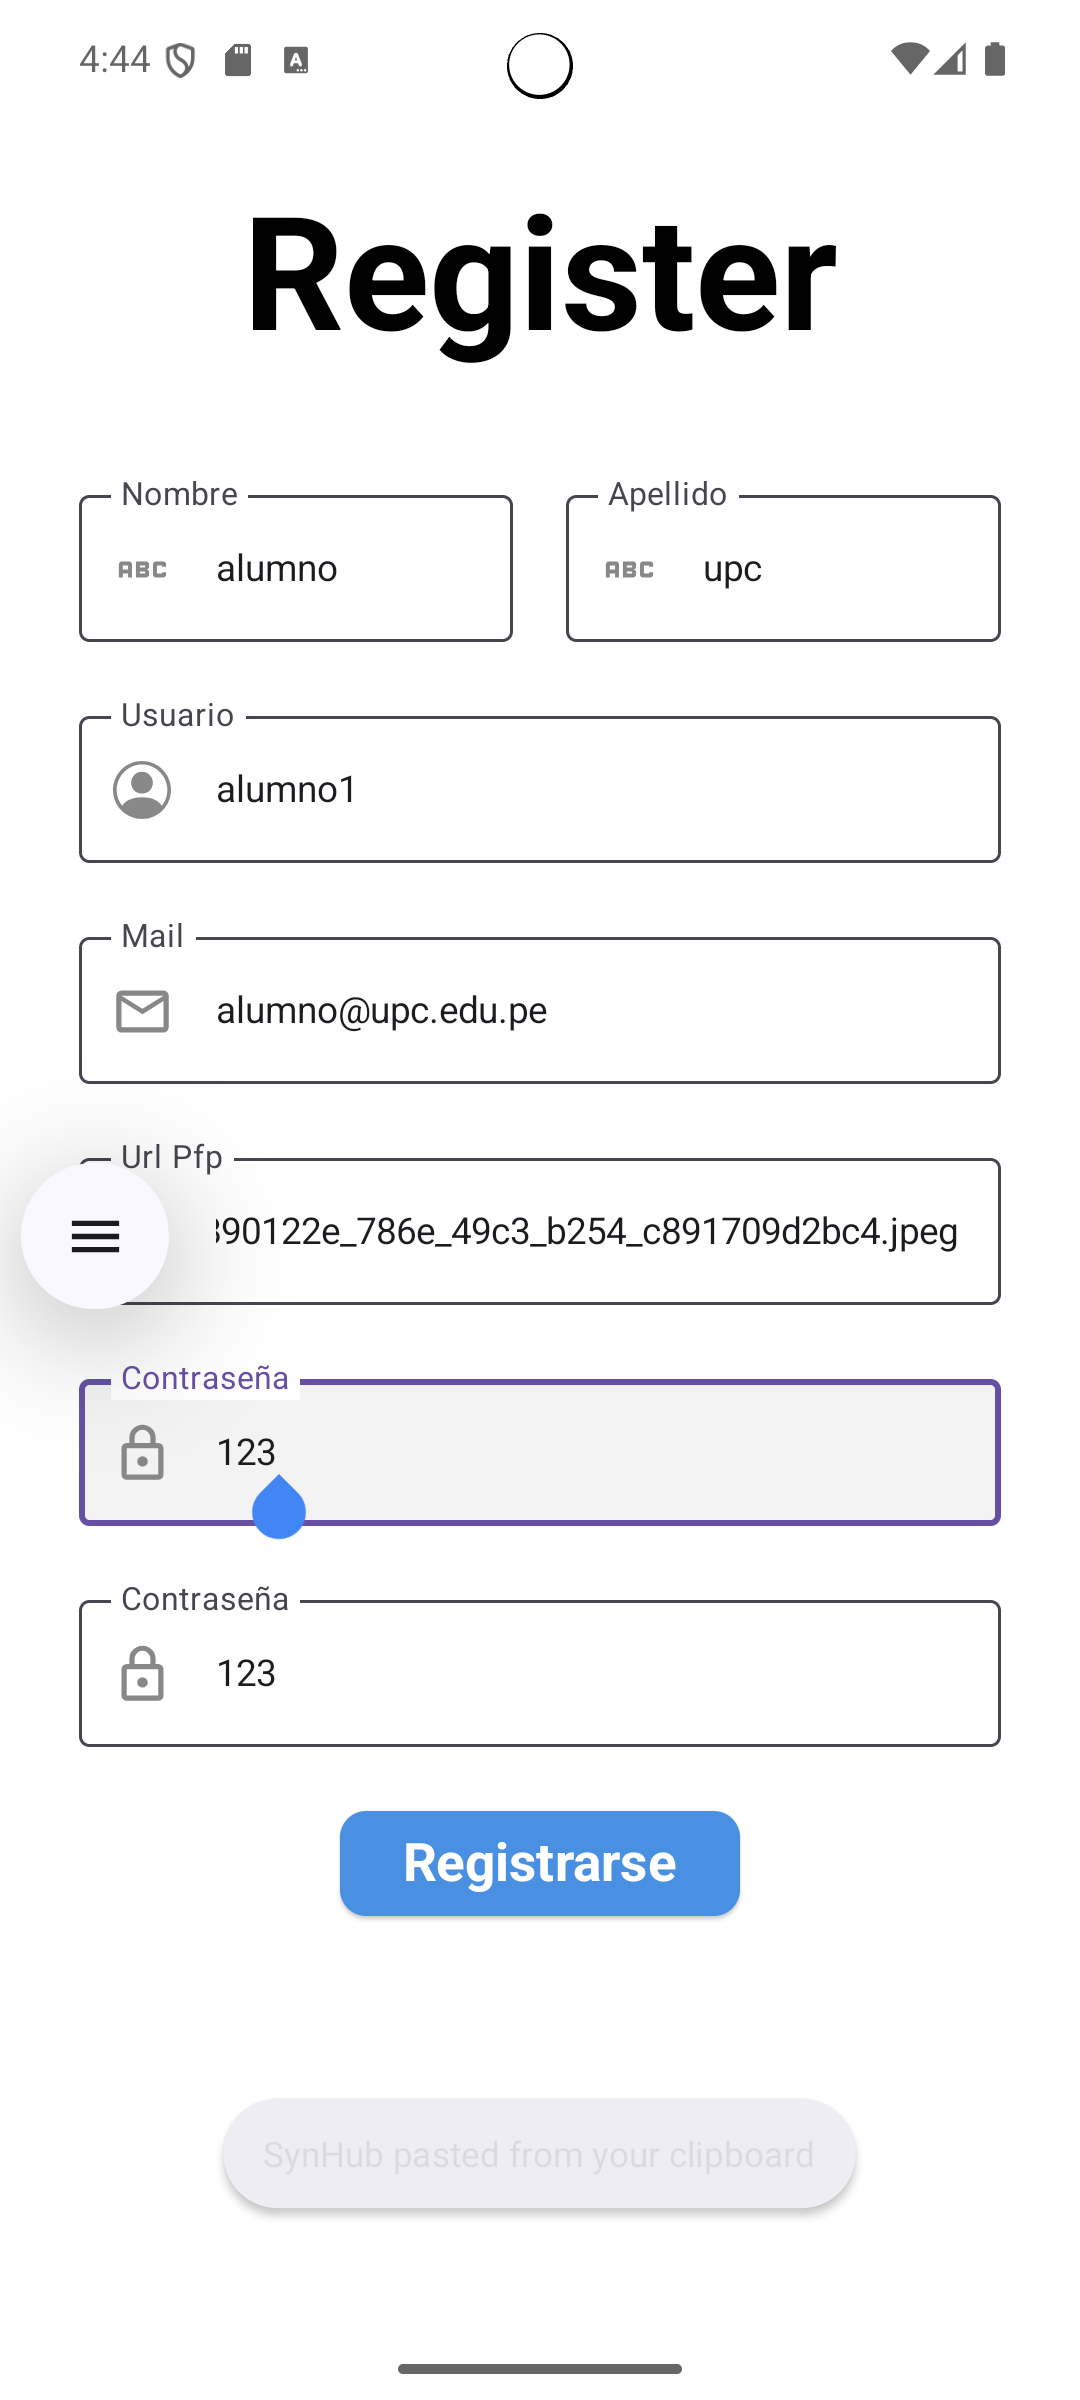 4:44
Register
Nombre
Apellido
ABC alumno
ABC upc
Usuario
alumno1
Mail
alumno@upc.edu.pe
Url Pfp
390122e_786e_49c3_b254_c891709d2bc4.jpeg
Contraseña
123
Contraseña
123
Registrarse
SynHub pasted from your clipboard